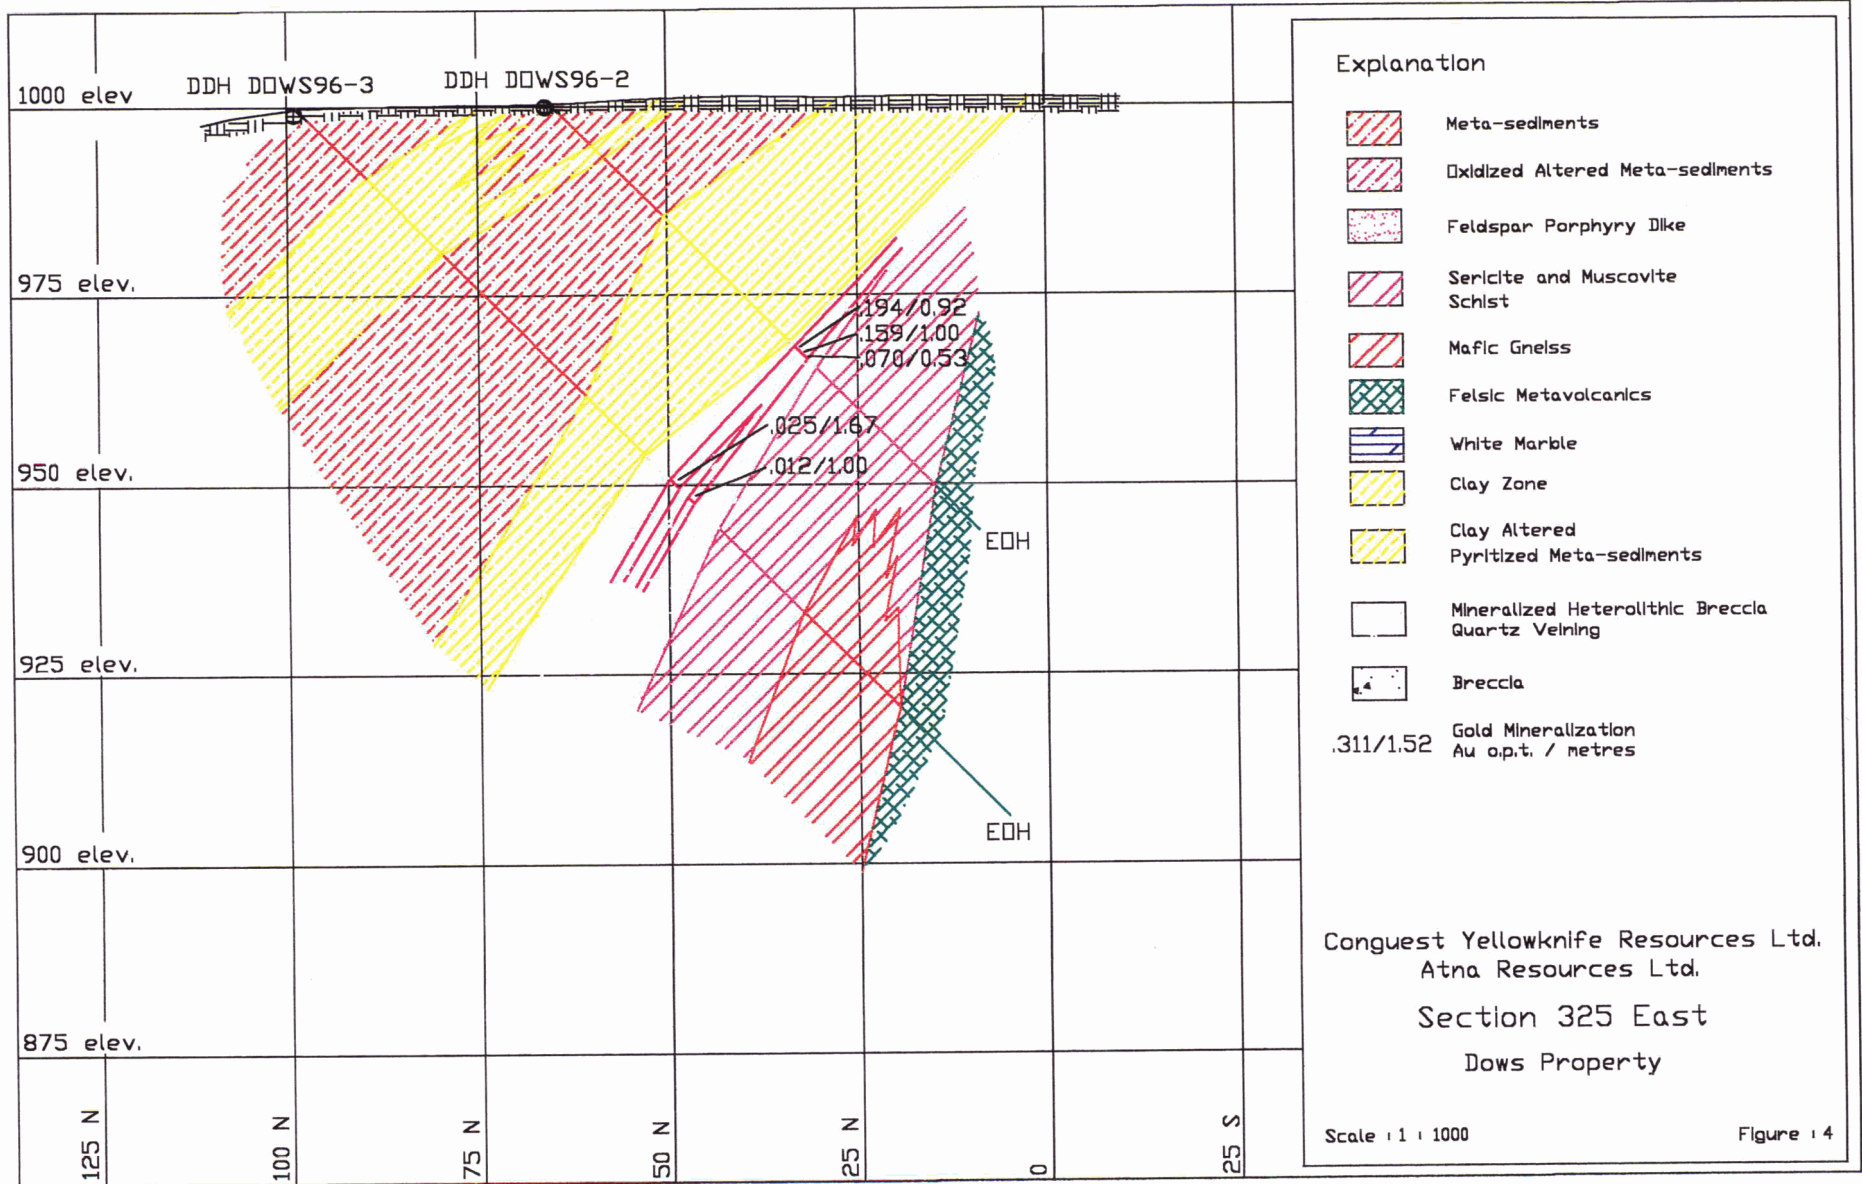 DDH DOWS96-3
DDH DOWS96-2
1000 elev
975 elev.
950 elev.
925 elev.
900 elev.
875 elev.
.194/0.92
.159/1.00
.070/0.53
.025/1.67
.012/1.00
EOH
EOH
125 N
100 N
75 N
50 N
25 N
0
25 S
Explanation
Meta-sediments
Oxidized Altered Meta-sediments
Feldspar Porphyry Dike
Sericite and Muscovite
Schist
Mafic Gneiss
Felsic Metavolcanics
White Marble
Clay Zone
Clay Altered
Pyritized Meta-sediments
Mineralized Heterolithic Breccia
Quartz Veining
Breccia
.311/1.52
Gold Mineralization
Au o.p.t. / metres
Conguest Yellowknife Resources Ltd.
Atna Resources Ltd.
Section 325 East
Dows Property
Scale : 1 : 1000
Figure : 4